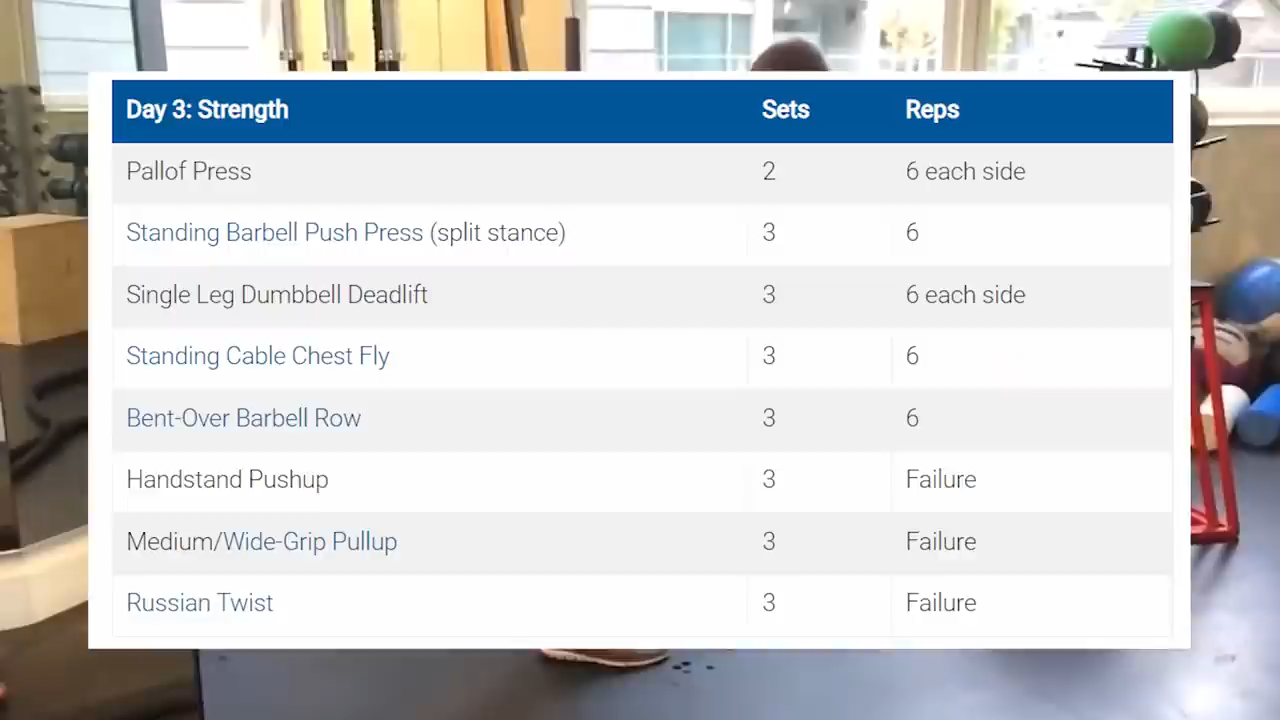 Day 3: Strength Sets Reps
Pallof Press 2 6 each side
Standing Barbell Push Press (split stance) 3 6
Single Leg Dumbbell Deadlift 3 6 each side
Standing Cable Chest Fly 3 6
Bent-Over Barbell Row 3 6
Handstand Pushup 3 Failure
Medium/Wide-Grip Pullup 3 Failure
Russian Twist 3 Failure